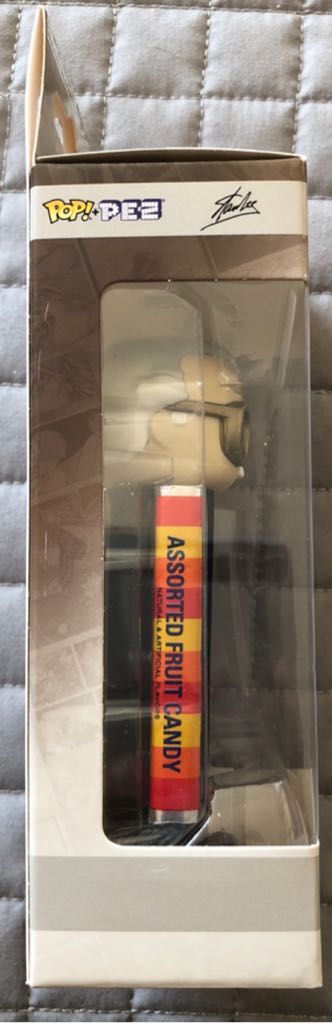 POP!+PEZ
Stan Lee
ASSORTED FRUIT CANDY
NATURAL & ARTIFICIAL FLAVORS